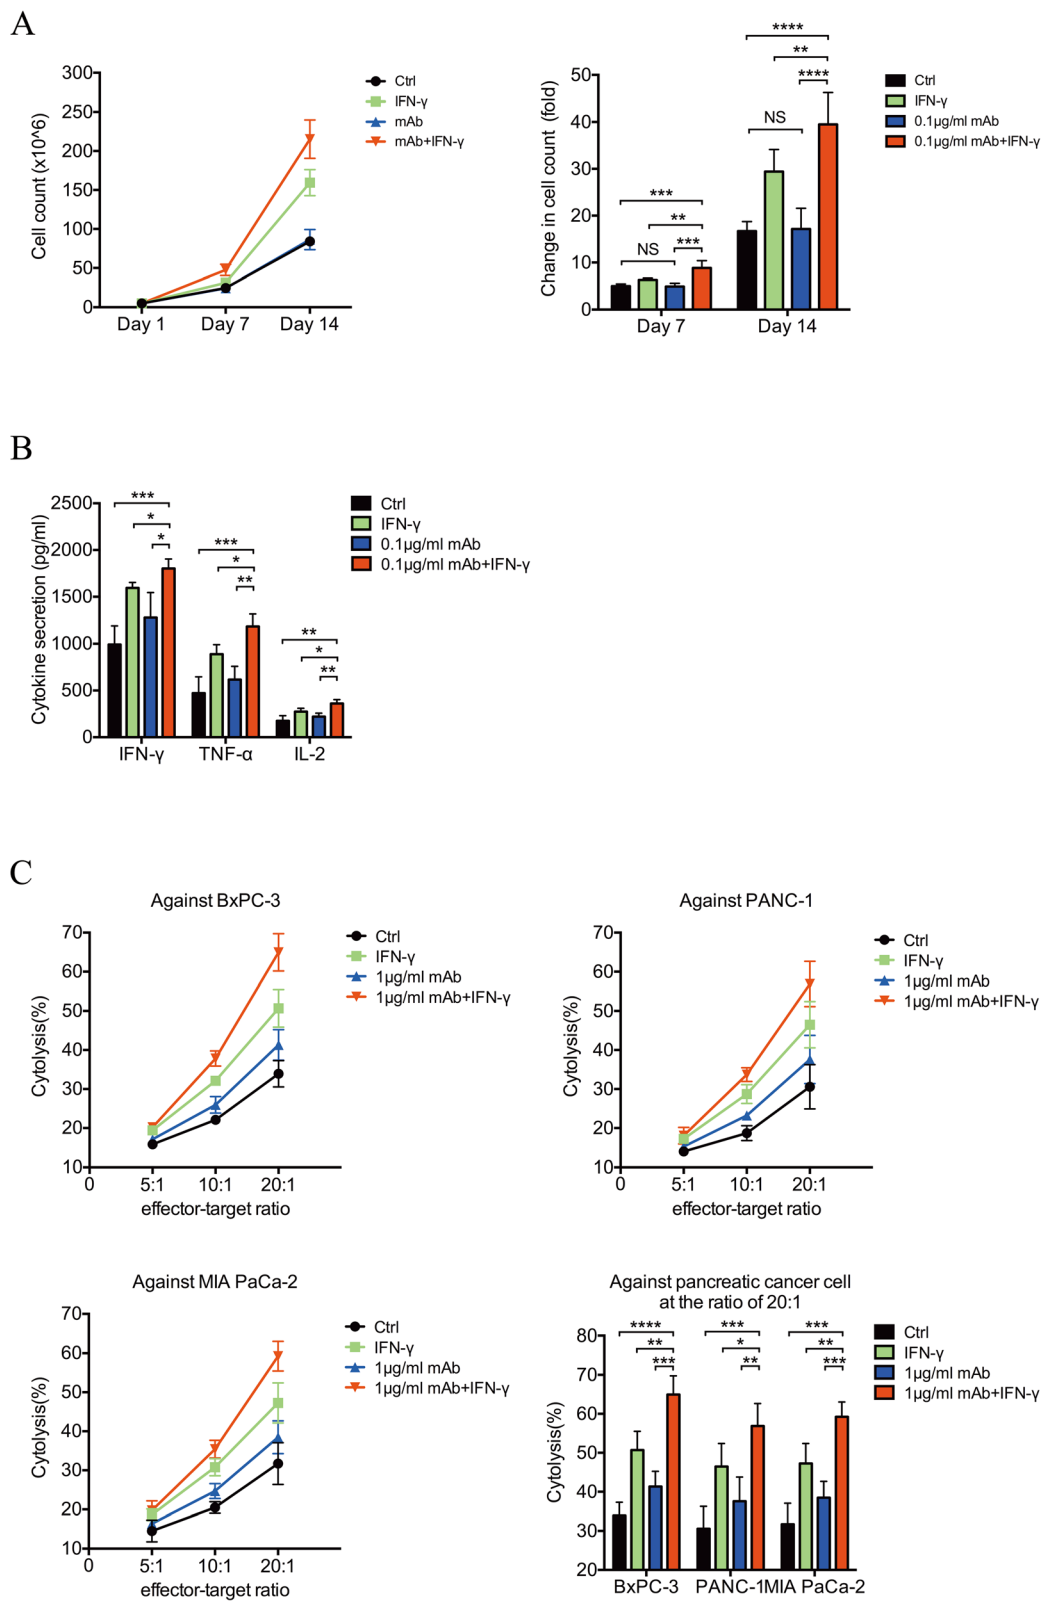 A
300
250
200
150
100
50
0
Cell count (x10^6)
Day 1 Day 7 Day 14
Ctrl
IFN-γ
mAb
mAb+IFN-γ
50
40
30
20
10
0
Change in cell count (fold)
**** 
**
****
NS
***
**
***
NS
Day 7 Day 14
Ctrl
IFN-γ
0.1μg/ml mAb
0.1μg/ml mAb+IFN-γ
B
2500
2000
1500
1000
500
0
Cytokine secretion (pg/ml)
***
*
*
***
*
**
**
*
**
IFN-γ TNF-α IL-2
Ctrl
IFN-γ
0.1μg/ml mAb
0.1μg/ml mAb+IFN-γ
C
Against BxPC-3
70
60
50
40
30
20
10
Cytolysis(%)
0 5:1 10:1 20:1
effector-target ratio
Ctrl
IFN-γ
1μg/ml mAb
1μg/ml mAb+IFN-γ
Against PANC-1
70
60
50
40
30
20
10
Cytolysis(%)
0 5:1 10:1 20:1
effector-target ratio
Ctrl
IFN-γ
1μg/ml mAb
1μg/ml mAb+IFN-γ
Against MIA PaCa-2
70
60
50
40
30
20
10
Cytolysis(%)
0 5:1 10:1 20:1
effector-target ratio
Ctrl
IFN-γ
1μg/ml mAb
1μg/ml mAb+IFN-γ
Against pancreatic cancer cell
at the ratio of 20:1
80
70
60
50
40
30
20
Cytolysis(%)
**** *** ***
** * **
*** ** ***
BxPC-3 PANC-1 MIA PaCa-2
Ctrl
IFN-γ
1μg/ml mAb
1μg/ml mAb+IFN-γ